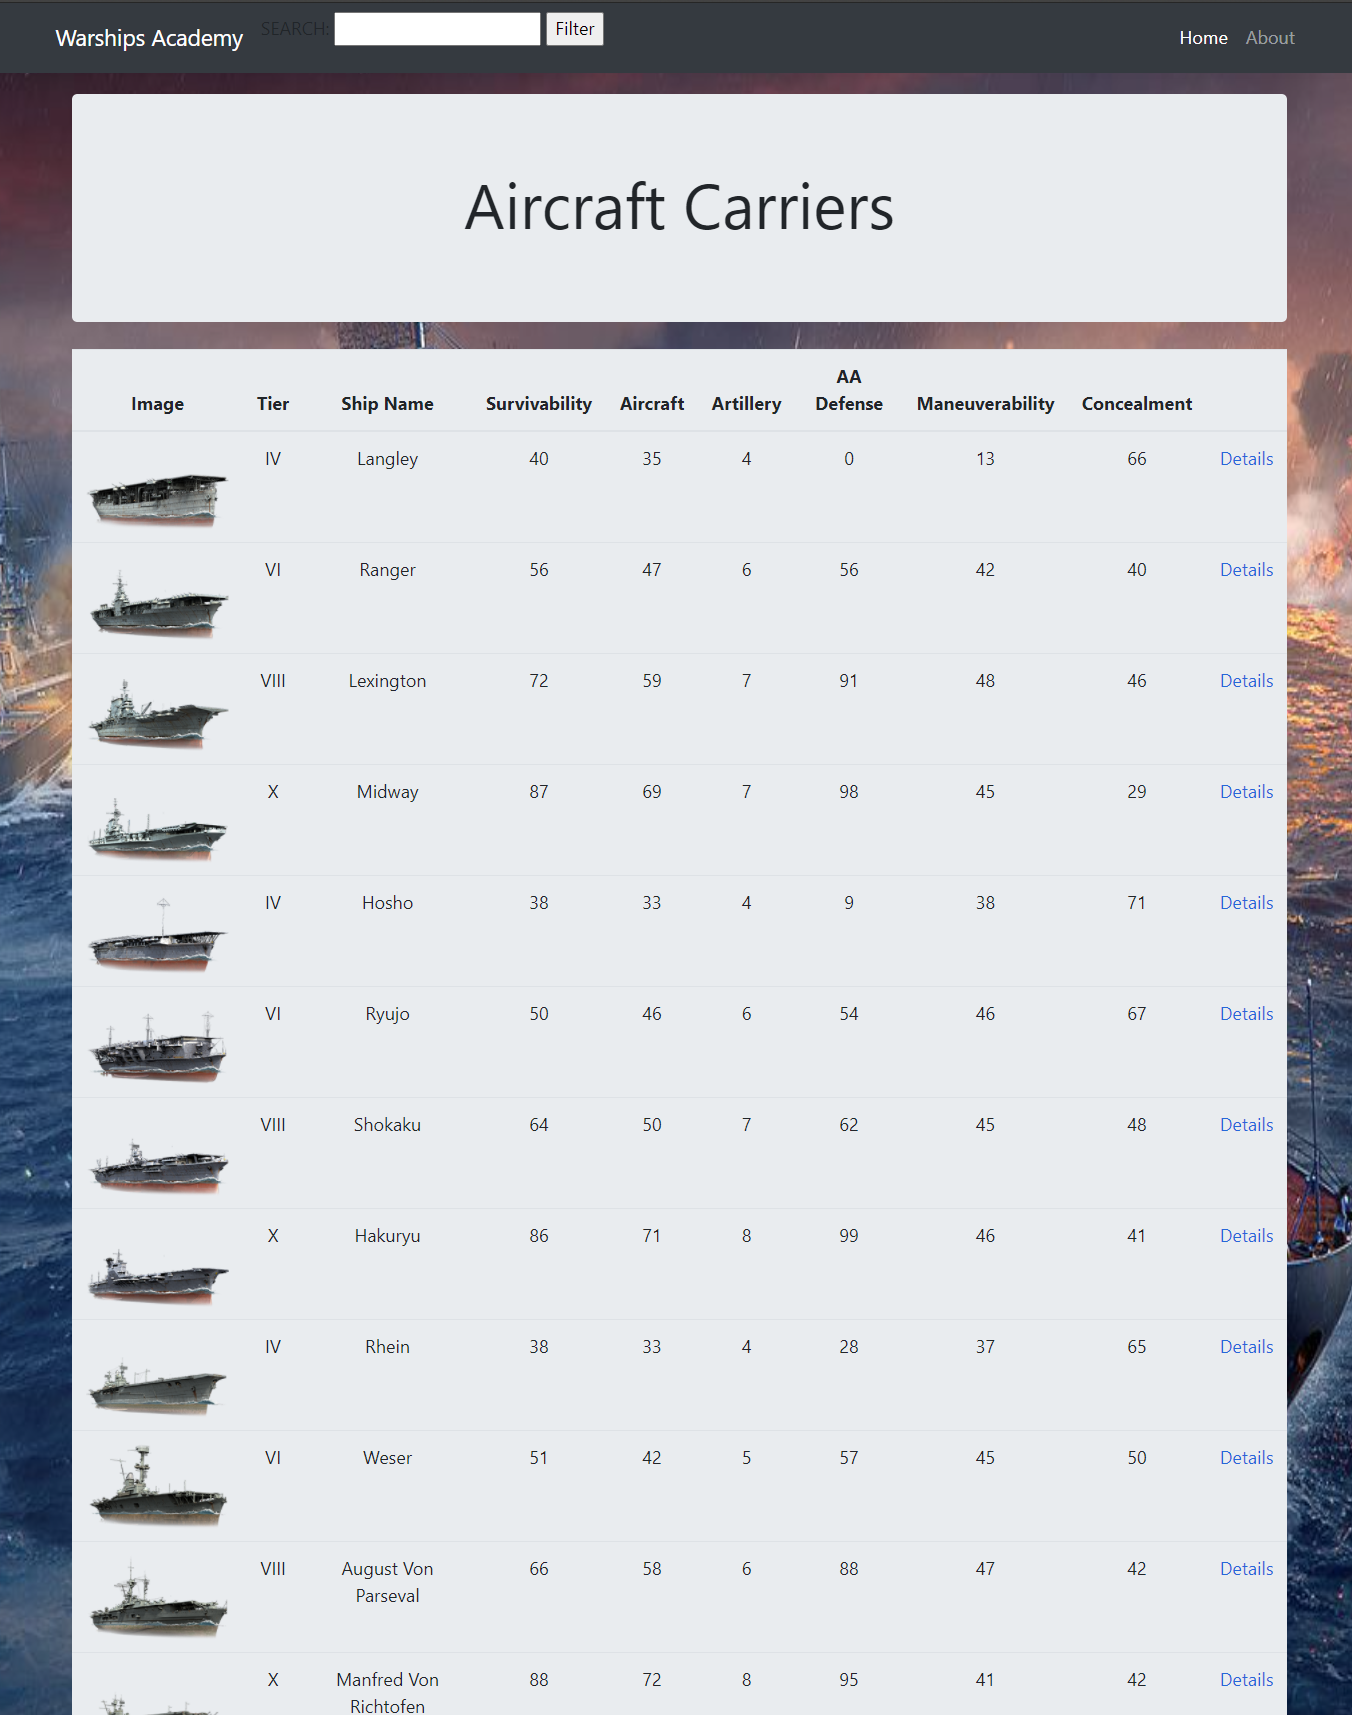 Warships Academy SEARCH: Filter Home About
Aircraft Carriers
AA
Image Tier Ship Name Survivability Aircraft Artillery Defense Maneuverability Concealment
IV Langley 40 35 4 0 13 66 Details
VI Ranger 56 47 6 56 42 40 Details
VIII Lexington 72 59 7 91 48 46 Details
X Midway 87 69 7 98 45 29 Details
IV Hosho 38 33 4 9 38 71 Details
VI Ryujo 50 46 6 54 46 67 Details
VIII Shokaku 64 50 7 62 45 48 Details
X Hakuryu 86 71 8 99 46 41 Details
IV Rhein 38 33 4 28 37 65 Details
VI Weser 51 42 5 57 45 50 Details
VIII August Von 66 58 6 88 47 42 Details
Parseval
X Manfred Von 88 72 8 95 41 42 Details
Richtofen